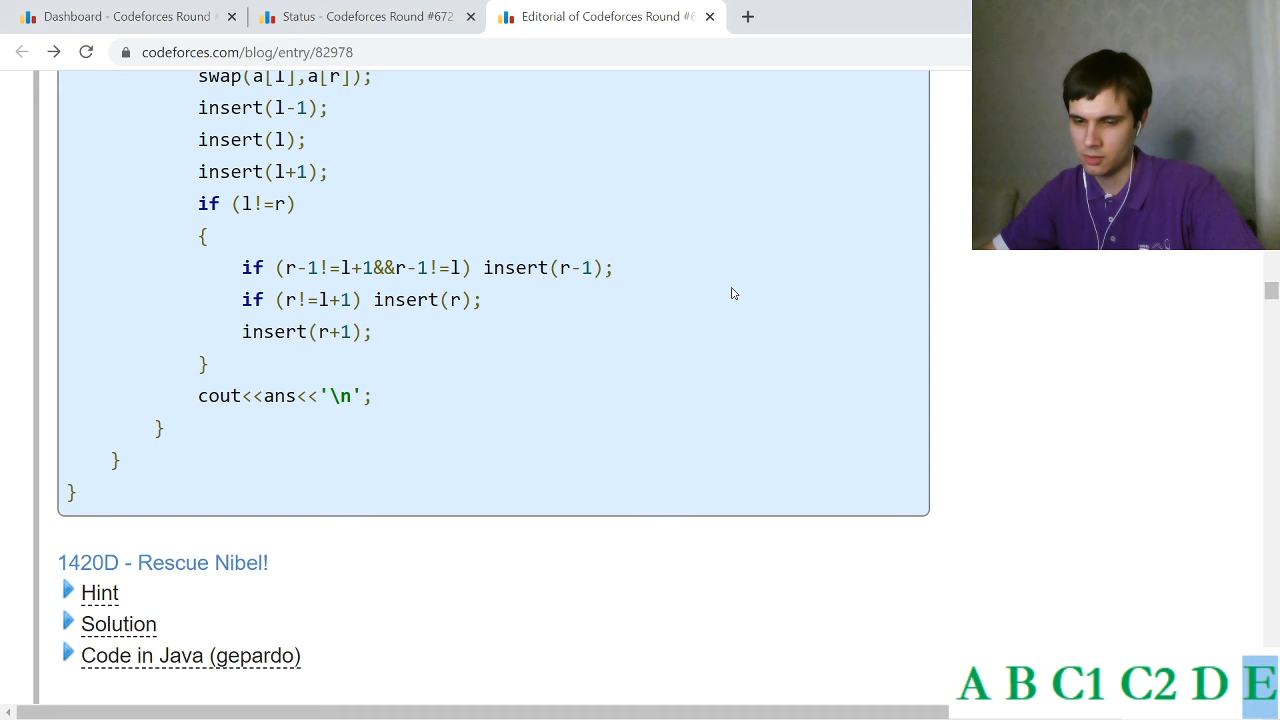 Dashboard - Codeforces Round #
Status - Codeforces Round #672
Editorial of Codeforces Round #6
codeforces.com/blog/entry/82978
swap(a[l],a[r]);
insert(l-1);
insert(l);
insert(l+1);
if (l!=r)
{
if (r-1!=l+1&&r-1!=l) insert(r-1);
if (r!=l+1) insert(r);
insert(r+1);
}
cout<<ans<<'\n';
}
}
}
1420D - Rescue Nibel!
Hint
Solution
Code in Java (gepardo)
A B C1 C2 D E